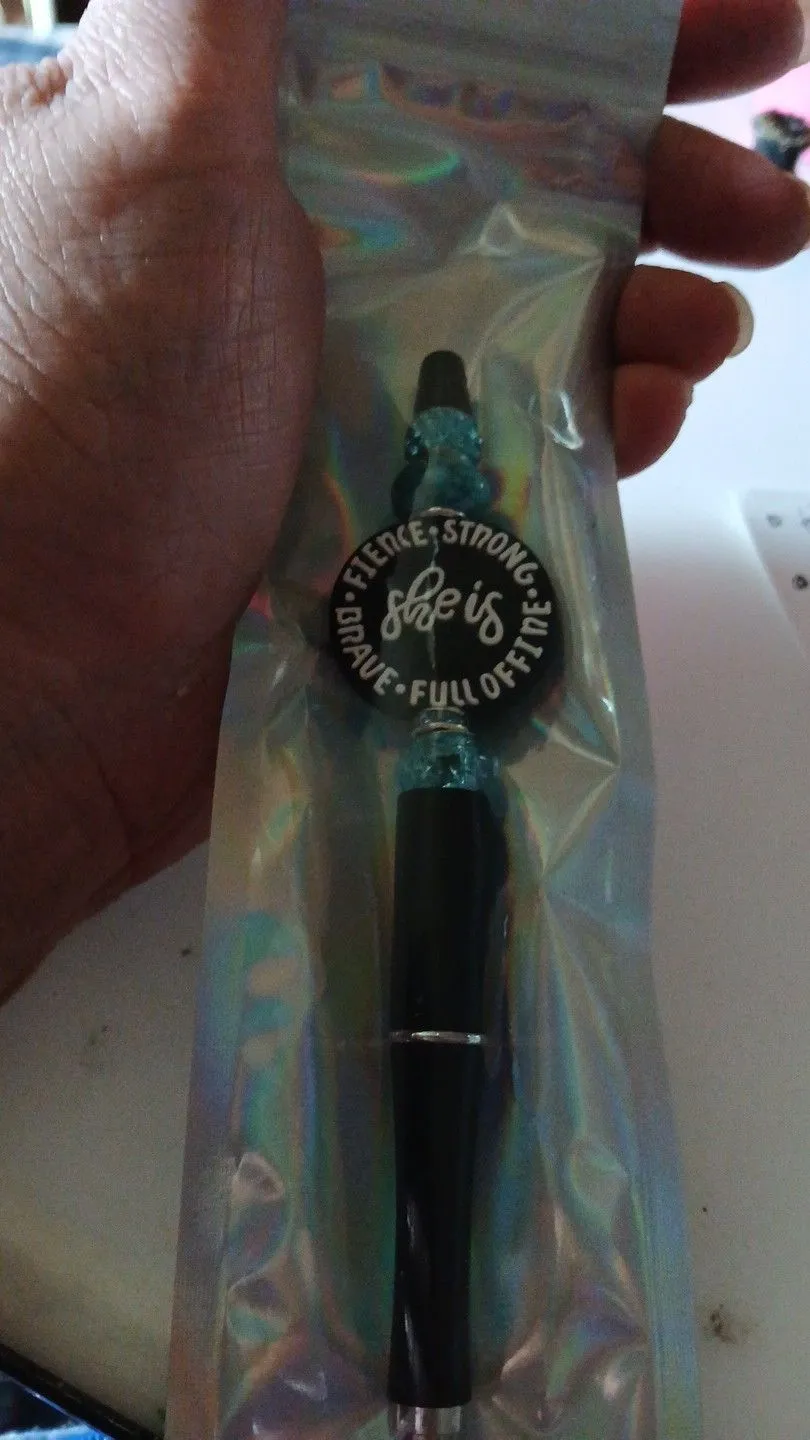 she is
FIERCE • STRONG •
BRAVE • FULL OF FIRE